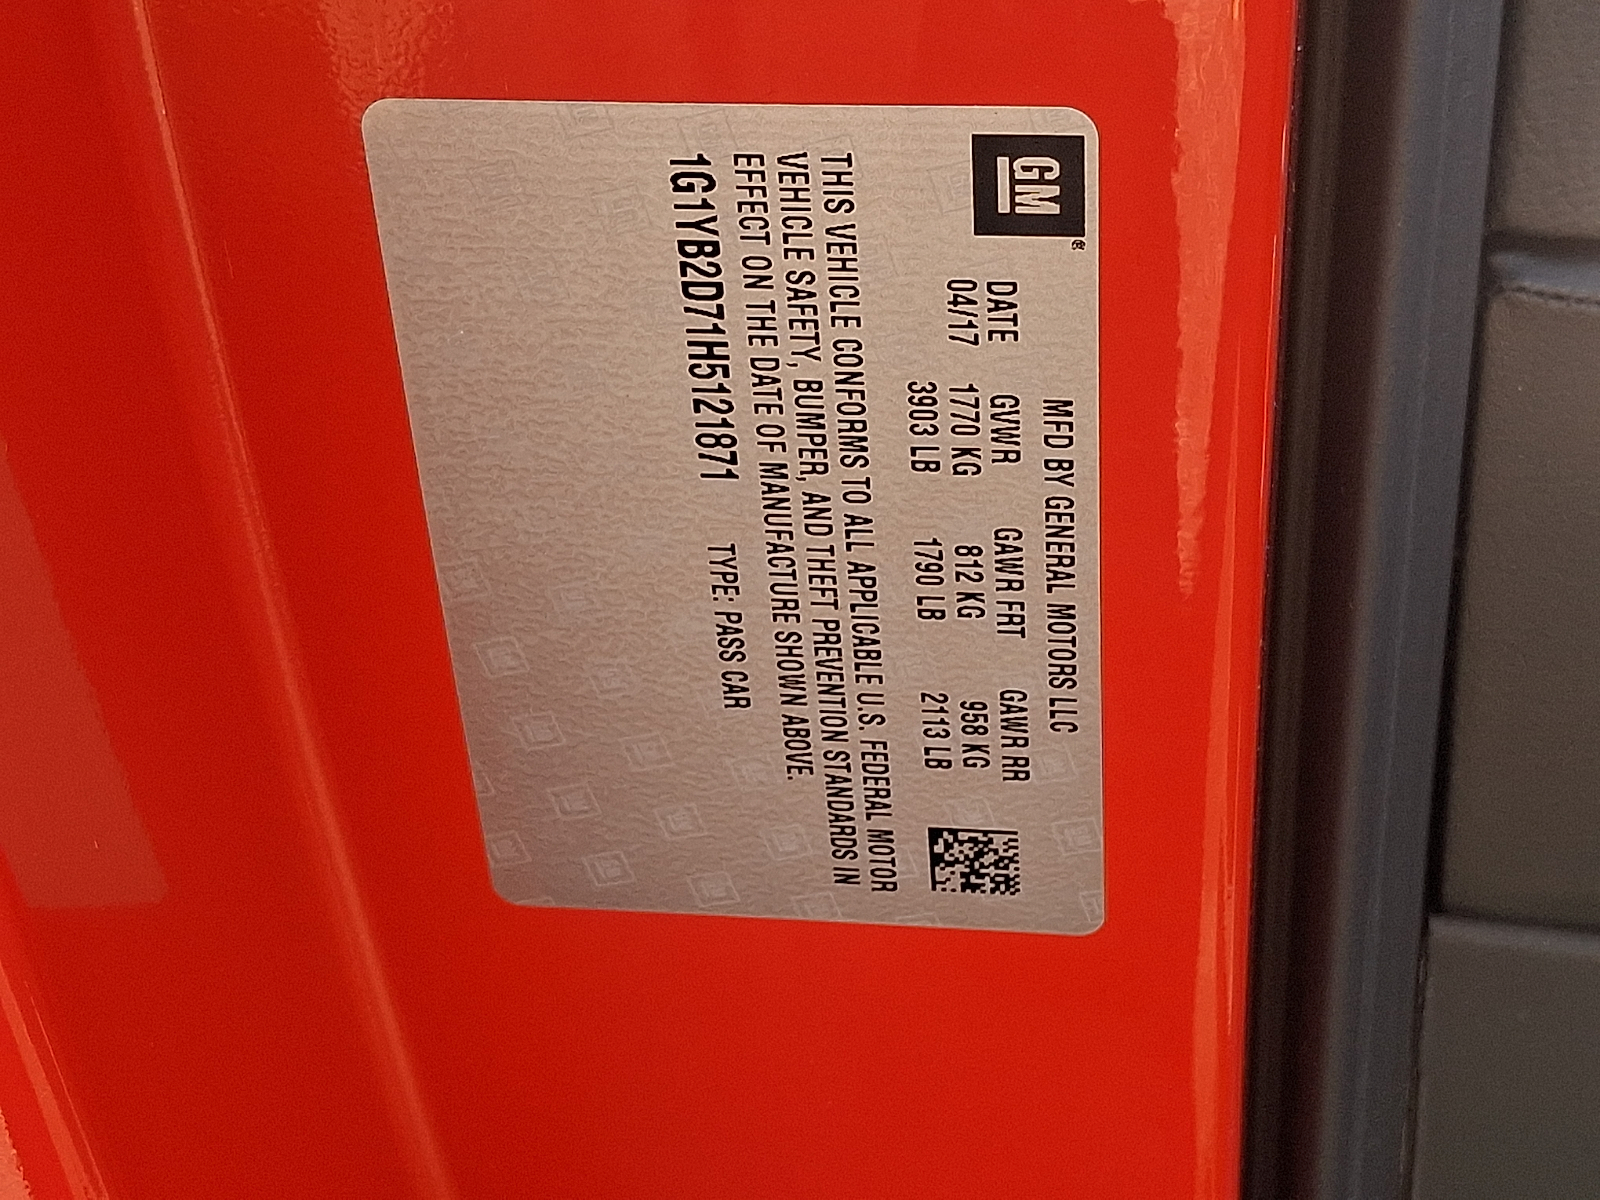 GM®
MFD BY GENERAL MOTORS LLC
DATE GVWR GAWR FRT GAWR RR
04/17 1770 KG 812 KG 958 KG
3903 LB 1790 LB 2113 LB
THIS VEHICLE CONFORMS TO ALL APPLICABLE U.S. FEDERAL MOTOR
VEHICLE SAFETY, BUMPER, AND THEFT PREVENTION STANDARDS IN
EFFECT ON THE DATE OF MANUFACTURE SHOWN ABOVE.
1G1YB2D71H5121871 TYPE: PASS CAR